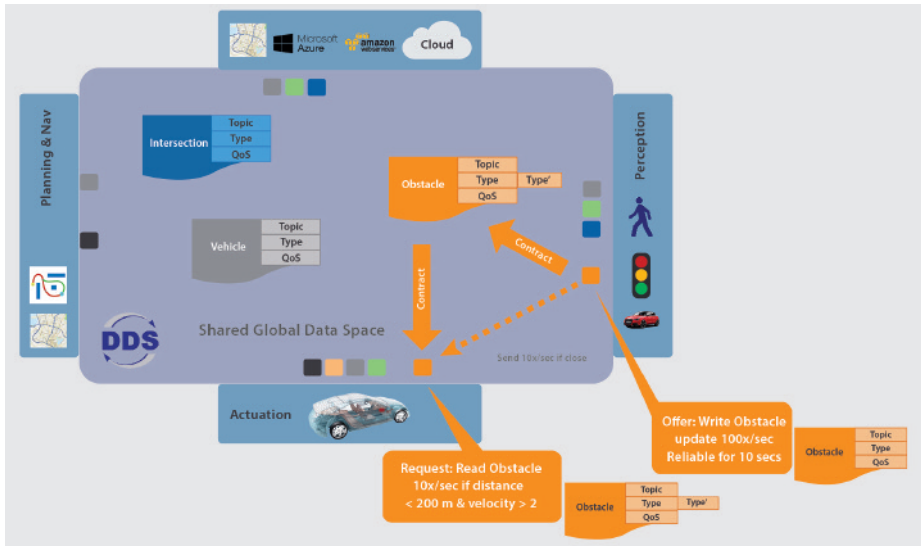 Microsoft
Azure
amazon
webservices
Cloud
Planning & Nav
Perception
Intersection
Topic
Type
QoS
Obstacle
Topic
Type
Type'
QoS
Vehicle
Topic
Type
QoS
Contract
Contract
DDS
Shared Global Data Space
Send 10x/sec if close
Actuation
Offer: Write Obstacle
update 100x/sec
Reliable for 10 secs
Request: Read Obstacle
10x/sec if distance
< 200 m & velocity > 2
Obstacle
Topic
Type
QoS
Obstacle
Topic
Type
Type'
QoS